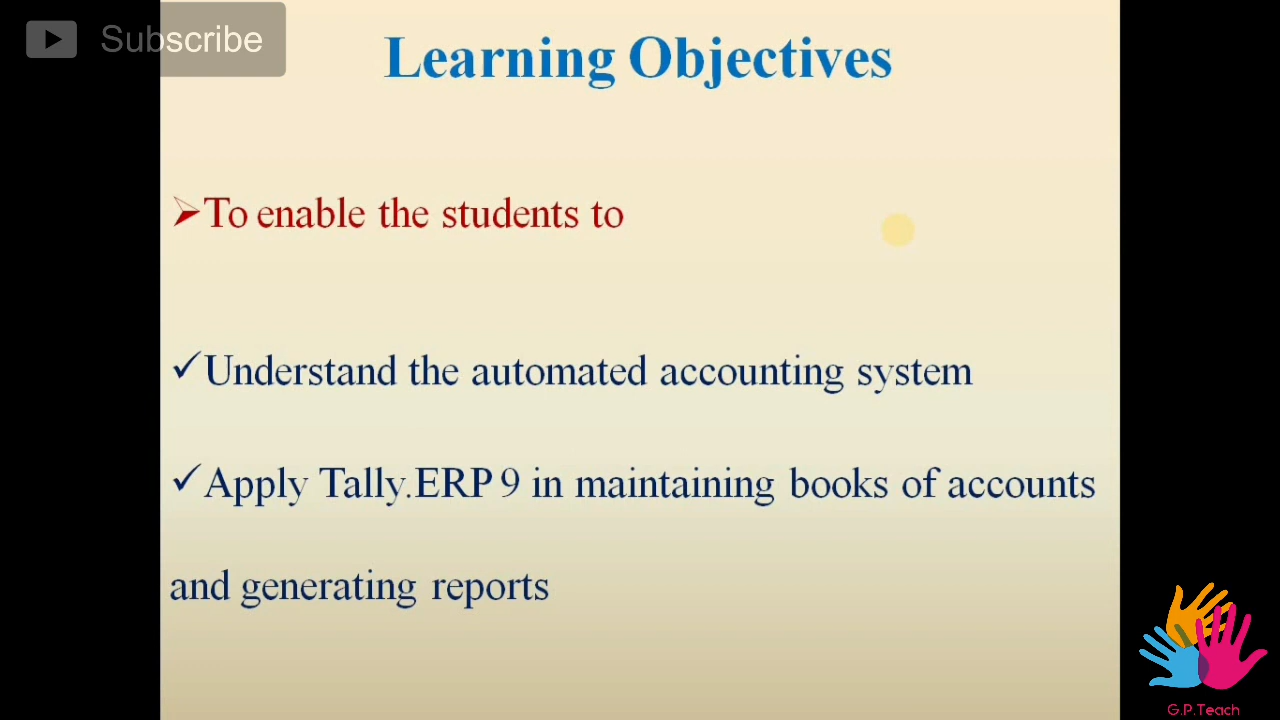 Subscribe
Learning Objectives
➢To enable the students to
✓Understand the automated accounting system
✓Apply Tally.ERP 9 in maintaining books of accounts
and generating reports
G.P.Teach